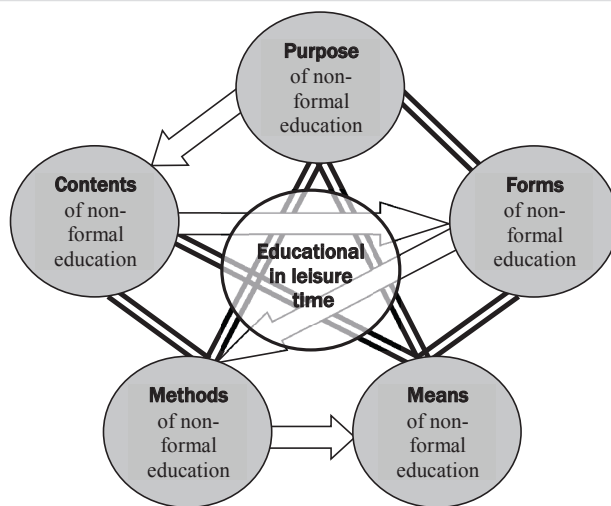 Purpose
of non-
formal
education
Contents
of non-
formal
education
Forms
of non-
formal
education
Educational
in leisure
time
Methods
of non-
formal
education
Means
of non-
formal
education